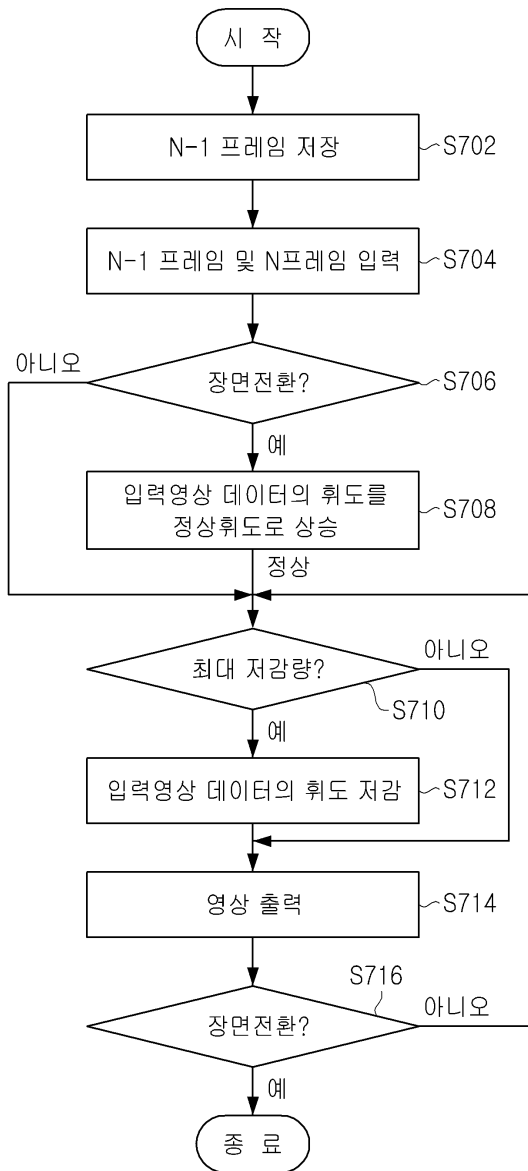 시 작
N-1 프레임 저장
S702
N-1 프레임 및 N프레임 입력
S704
아니오
장면전환?
S706
예
입력영상 데이터의 휘도를
정상휘도로 상승
S708
정상
최대 저감량?
아니오
S710
예
입력영상 데이터의 휘도 저감
S712
영상 출력
S714
S716
장면전환?
아니오
예
종 료